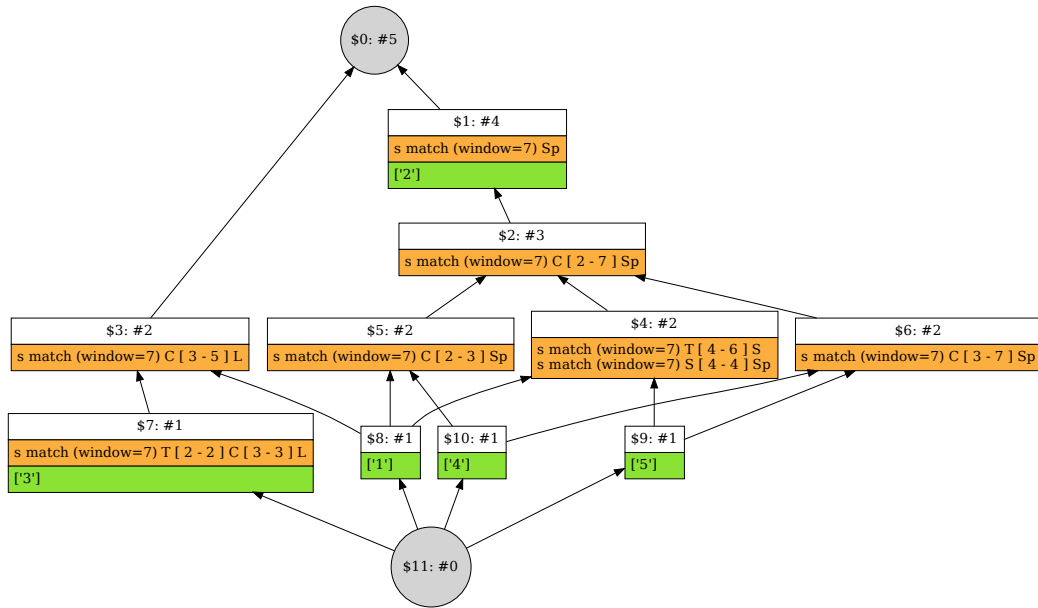 $0: #5
$1: #4
s match (window=7) Sp
['2']
$2: #3
s match (window=7) C [ 2 - 7 ] Sp
$3: #2
s match (window=7) C [ 3 - 5 ] L
$5: #2
s match (window=7) C [ 2 - 3 ] Sp
$4: #2
s match (window=7) T [ 4 - 6 ] S
s match (window=7) S [ 4 - 4 ] Sp
$6: #2
s match (window=7) C [ 3 - 7 ] Sp
$7: #1
s match (window=7) T [ 2 - 2 ] C [ 3 - 3 ] L
['3']
$8: #1
['1']
$10: #1
['4']
$9: #1
['5']
$11: #0